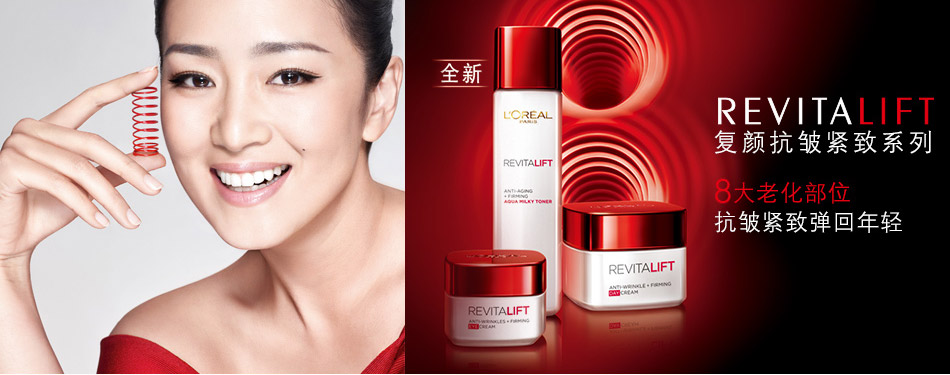 全新
L'ORÉAL
PARIS
REVITALIFT
ANTI-AGING
+ FIRMING
AQUA MILKY TONER
REVITALIFT
ANTI-WRINKLES + FIRMING
EYE CREAM
REVITALIFT
ANTI-WRINKLE + FIRMING
DAY CREAM
REVITALIFT
复颜抗皱紧致系列
8大老化部位
抗皱紧致弹回年轻